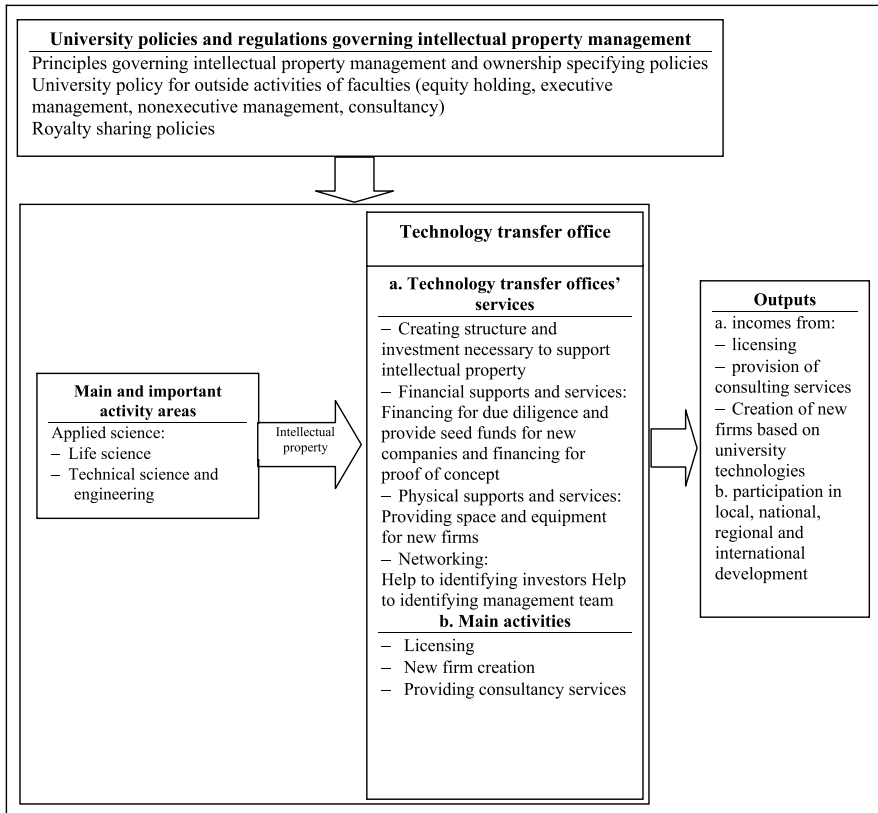 University policies and regulations governing intellectual property management
Principles governing intellectual property management and ownership specifying policies
University policy for outside activities of faculties (equity holding, executive
management, nonexecutive management, consultancy)
Royalty sharing policies
Main and important
activity areas
Applied science:
– Life science
– Technical science and
engineering
Intellectual
property
Technology transfer office
a. Technology transfer offices’
services
– Creating structure and
investment necessary to support
intellectual property
– Financial supports and services:
Financing for due diligence and
provide seed funds for new
companies and financing for
proof of concept
– Physical supports and services:
Providing space and equipment
for new firms
– Networking:
Help to identifying investors Help
to identifying management team
b. Main activities
– Licensing
– New firm creation
– Providing consultancy services
Outputs
a. incomes from:
– licensing
– provision of
consulting services
– Creation of new
firms based on
university
technologies
b. participation in
local, national,
regional and
international
development